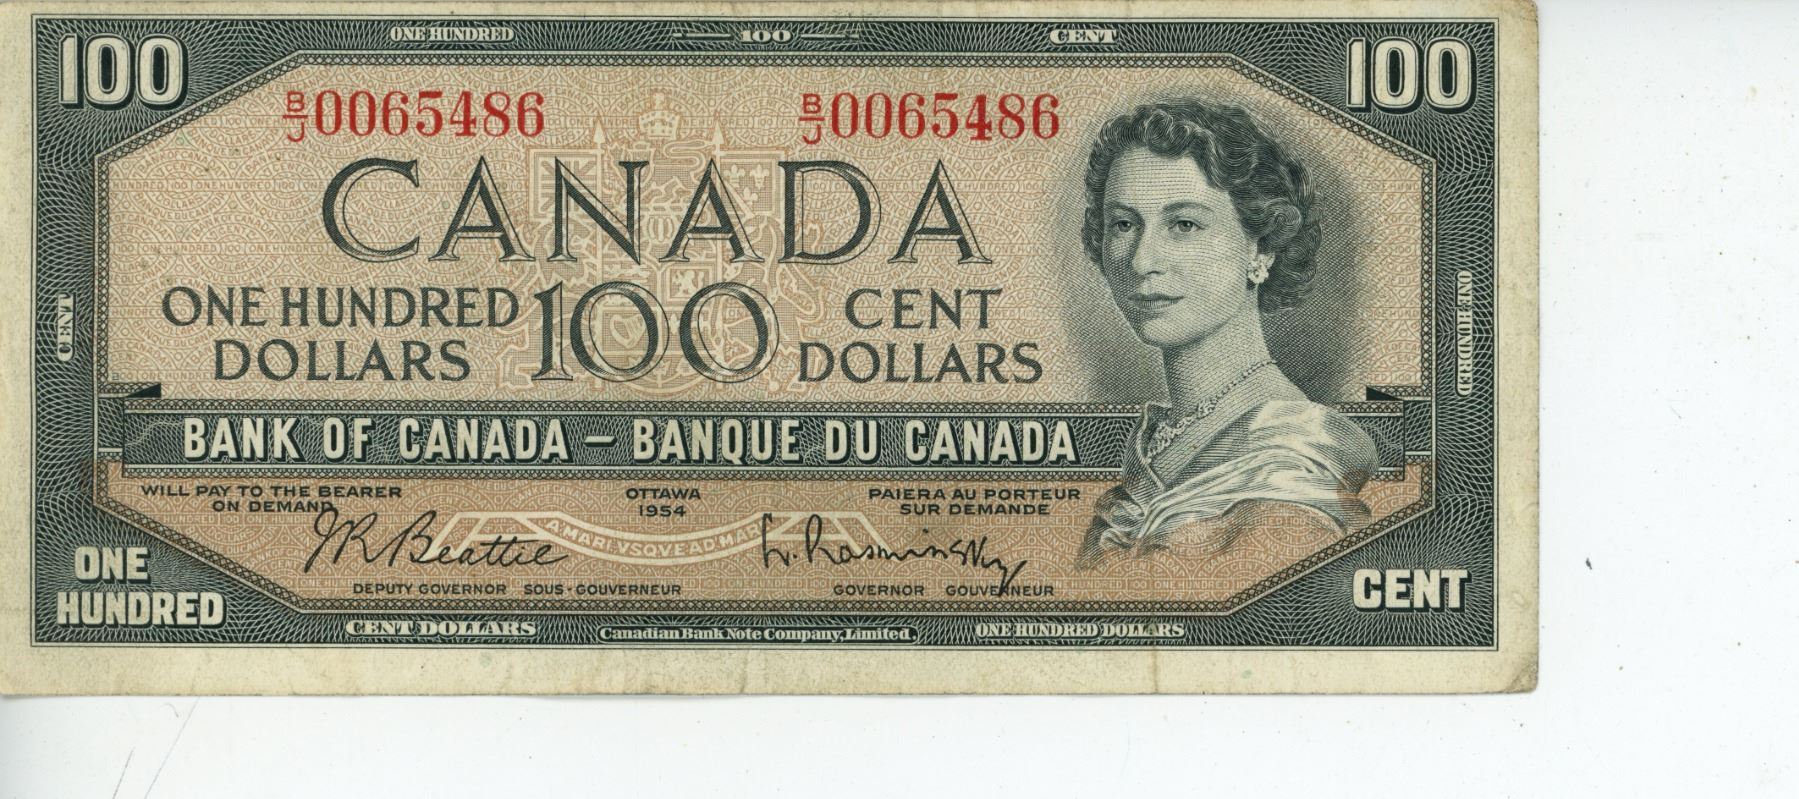 ONE HUNDRED 100 CENT
100 100
B/J 0065486 B/J 0065486
CANADA
ONE HUNDRED DOLLARS 100 CENT DOLLARS
CENT ONE HUNDRED
BANK OF CANADA – BANQUE DU CANADA
WILL PAY TO THE BEARER ON DEMAND
OTTAWA 1954
PAIERA AU PORTEUR SUR DEMANDE
A MARI VSQVE AD MAR
JR Beattie L. Rasminsky
DEPUTY GOVERNOR SOUS-GOUVERNEUR GOVERNOR GOUVERNEUR
ONE HUNDRED CENT
CENT DOLLARS Canadian Bank Note Company, Limited. ONE HUNDRED DOLLARS